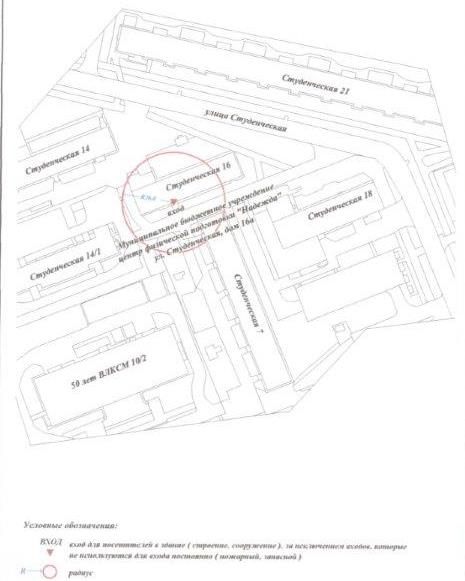 Студенческая 21
улица Студенческая
Студенческая 14
Студенческая 16
вход
Студенческая 18
Муниципальное бюджетное учреждение
центр физической подготовки "Надежда"
ул. Студенческая, дом 16а
Студенческая 14/1
Студенческая 7
50 лет ВЛКСМ 10/2
Условные обозначения:
ВХОД вход для посетителей в здание ( строение, сооружение ), за исключением входов, которые
не используются для входа постоянно ( пожарный, запасной )
R радиус